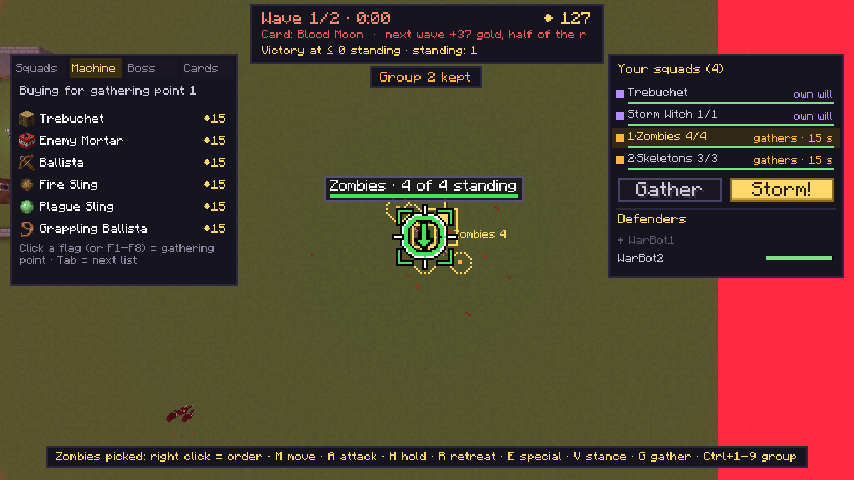 Wave 1/2 · 0:00 127
Card: Blood Moon · next wave +37 gold, half of the r
Victory at ≤ 0 standing · standing: 1
Group 2 kept
Squads Machine Boss Cards
Buying for gathering point 1
Trebuchet 15
Enemy Mortar 15
Ballista 15
Fire Sling 15
Plague Sling 15
Grappling Ballista 15
Click a flag (or F1–F8) = gathering
point · Tab = next list
Zombies · 4 of 4 standing
Zombies 4
Your squads (4)
Trebuchet own will
Storm Witch 1/1 own will
1·Zombies 4/4 gathers · 15 s
2·Skeletons 3/3 gathers · 15 s
Gather Storm!
Defenders
+ WarBot1
WarBot2
Zombies picked: right click = order · M move · A attack · H hold · R retreat · E special · V stance · G gather · Ctrl+1–9 group